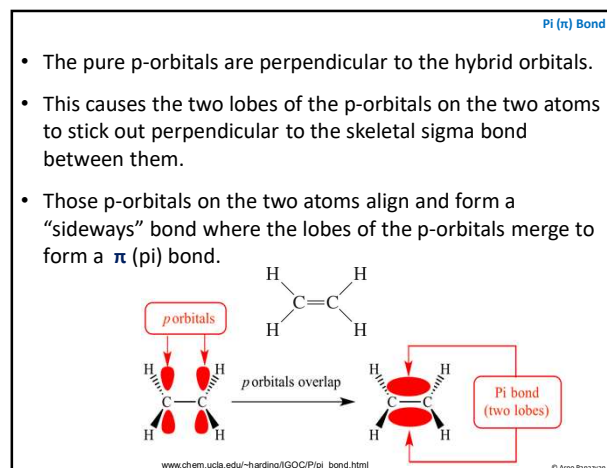 Pi (π) Bond
• The pure p-orbitals are perpendicular to the hybrid orbitals.
• This causes the two lobes of the p-orbitals on the two atoms
to stick out perpendicular to the skeletal sigma bond
between them.
• Those p-orbitals on the two atoms align and form a
“sideways” bond where the lobes of the p-orbitals merge to
form a π (pi) bond.
H H
C=C
H H
p orbitals
H H
C C
H H
p orbitals overlap
H H
C C
H H
Pi bond
(two lobes)
www.chem.ucla.edu/~harding/IGOC/P/pi_bond.html
© Arno Papazyan